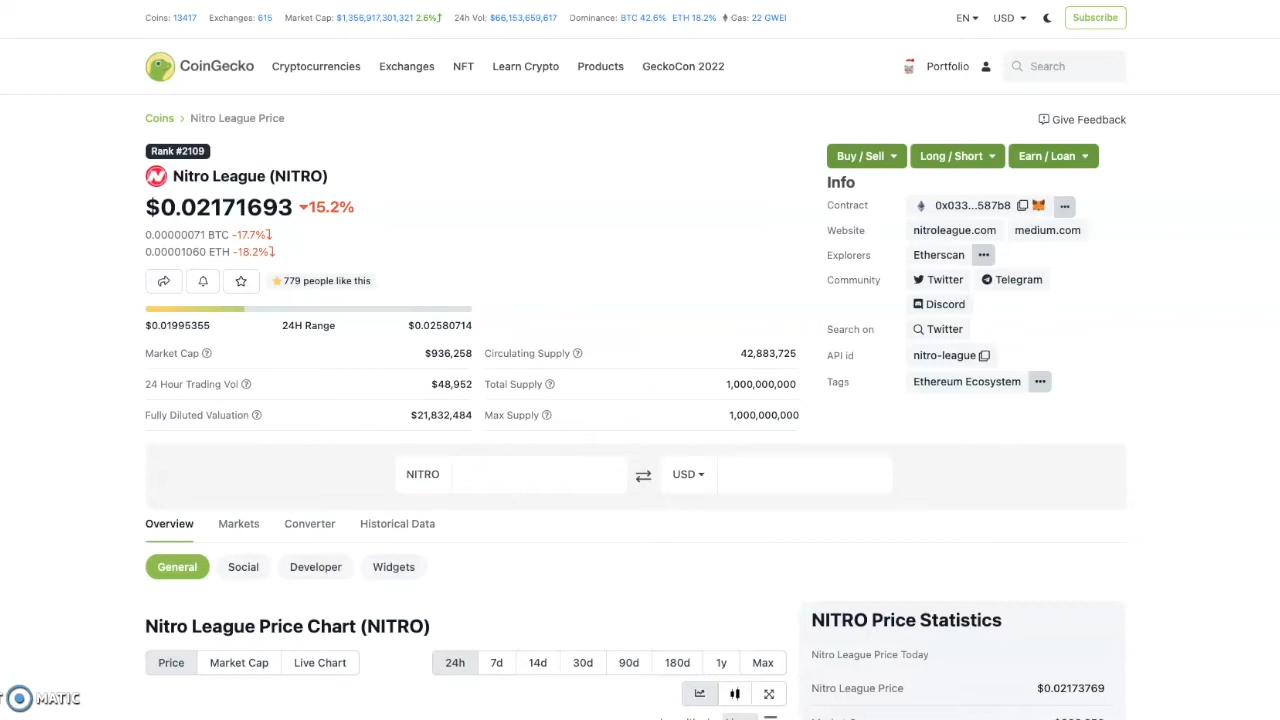 Coins: 13417 Exchanges: 615 Market Cap: $1,356,917,301,321 2.6% 24h Vol: $66,153,659,617 Dominance: BTC 42.6% ETH 18.2% Gas: 22 GWEI EN USD Subscribe
CoinGecko Cryptocurrencies Exchanges NFT Learn Crypto Products GeckoCon 2022 Portfolio Search
Coins > Nitro League Price Give Feedback
Rank #2109
Nitro League (NITRO)
$0.02171693 15.2%
0.00000071 BTC -17.7%
0.00001060 ETH -18.2%
779 people like this
$0.01995355 24H Range $0.02580714
Market Cap $936,258
24 Hour Trading Vol $48,952
Fully Diluted Valuation $21,832,484
Circulating Supply 42,883,725
Total Supply 1,000,000,000
Max Supply 1,000,000,000
Buy / Sell Long / Short Earn / Loan
Info
Contract 0x033...587b8 ...
Website nitroleague.com medium.com
Explorers Etherscan ...
Community Twitter Telegram
Discord
Search on Twitter
API id nitro-league
Tags Ethereum Ecosystem ...
NITRO USD
Overview Markets Converter Historical Data
General Social Developer Widgets
Nitro League Price Chart (NITRO)
Price Market Cap Live Chart 24h 7d 14d 30d 90d 180d 1y Max
NITRO Price Statistics
Nitro League Price Today
Nitro League Price $0.02173769
MATIC